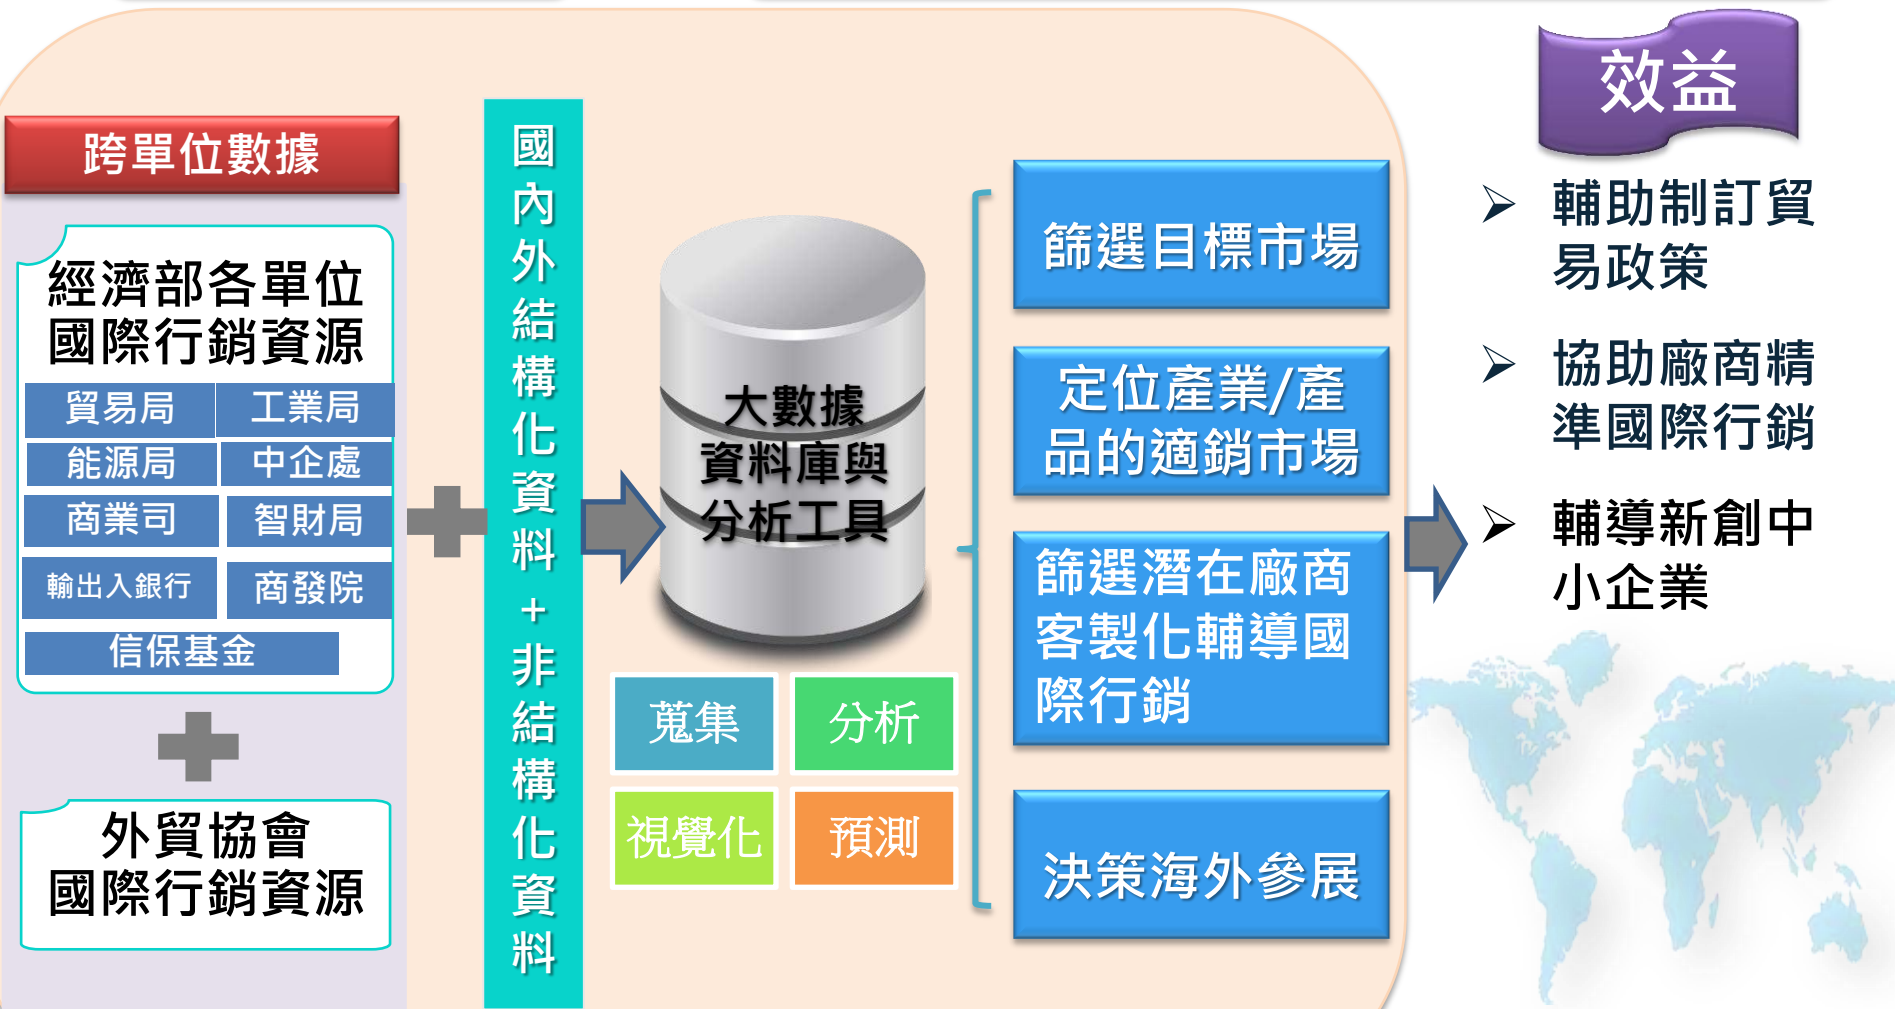 跨單位數據
經濟部各單位
國際行銷資源
貿易局
工業局
能源局
中企處
商業司
智財局
輸出入銀行
商發院
信保基金
外貿協會
國際行銷資源
國內外結構化資料+非結構化資料
大數據
資料庫與
分析工具
蒐集
分析
視覺化
預測
篩選目標市場
定位產業/產
品的適銷市場
篩選潛在廠商
客製化輔導國
際行銷
決策海外參展
效益
輔助制訂貿
易政策
協助廠商精
準國際行銷
輔導新創中
小企業